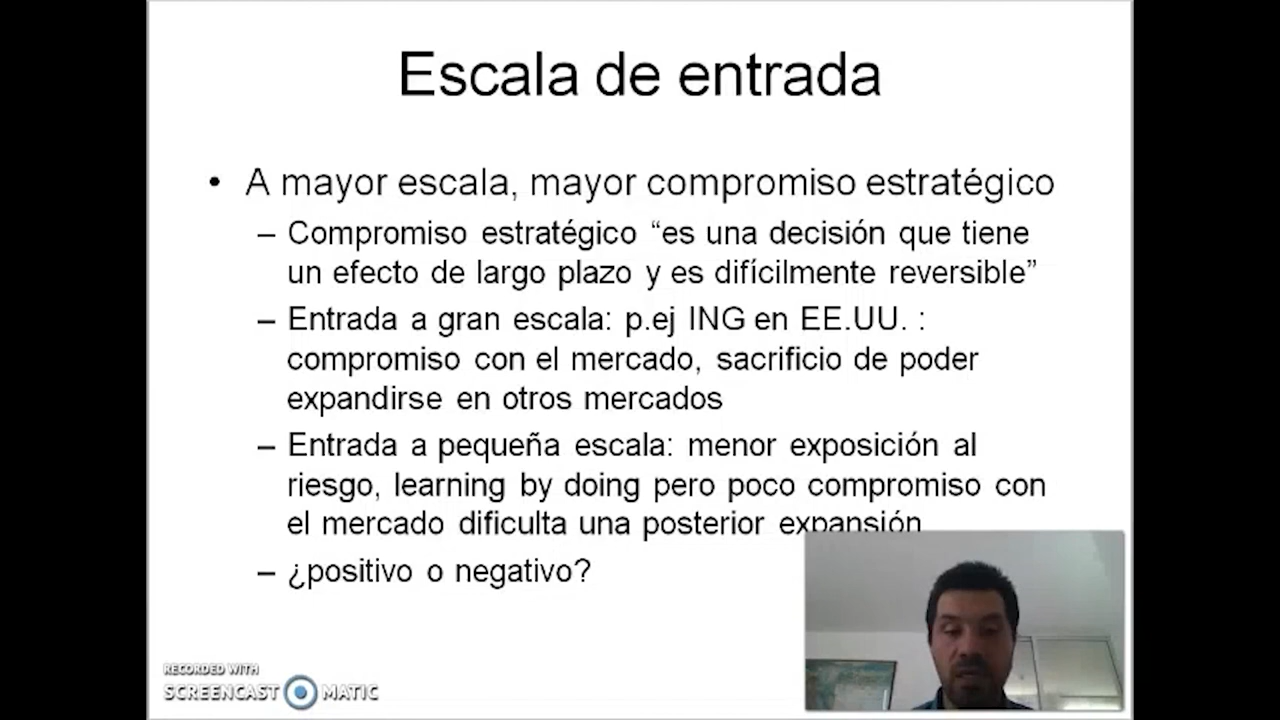 Escala de entrada
• A mayor escala, mayor compromiso estratégico
– Compromiso estratégico “es una decisión que tiene
un efecto de largo plazo y es difícilmente reversible”
– Entrada a gran escala: p.ej ING en EE.UU. :
compromiso con el mercado, sacrificio de poder
expandirse en otros mercados
– Entrada a pequeña escala: menor exposición al
riesgo, learning by doing pero poco compromiso con
el mercado dificulta una posterior expansión
– ¿positivo o negativo?
RECORDED WITH
SCREENCAST MATIC